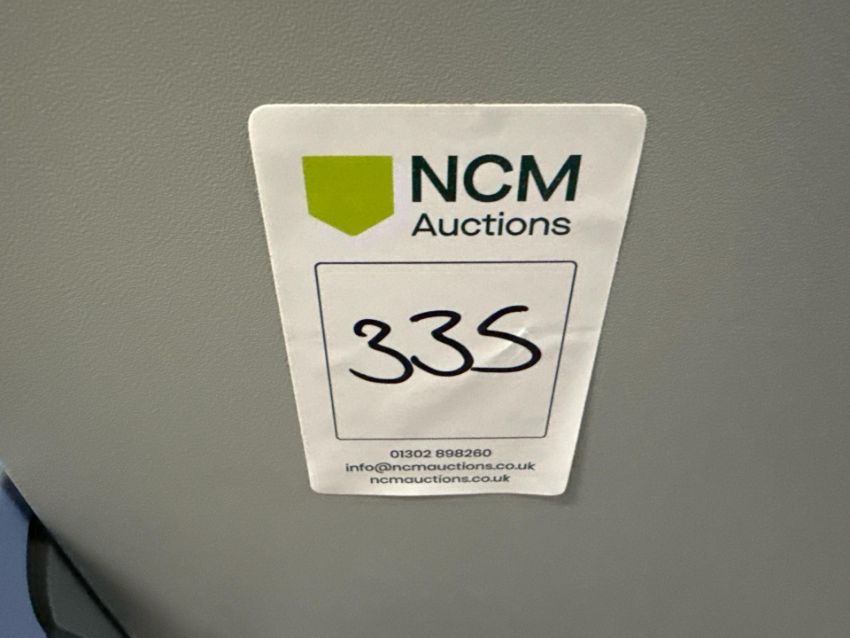 NCM
Auctions
335
01302 898260
info@ncmauctions.co.uk
ncmauctions.co.uk